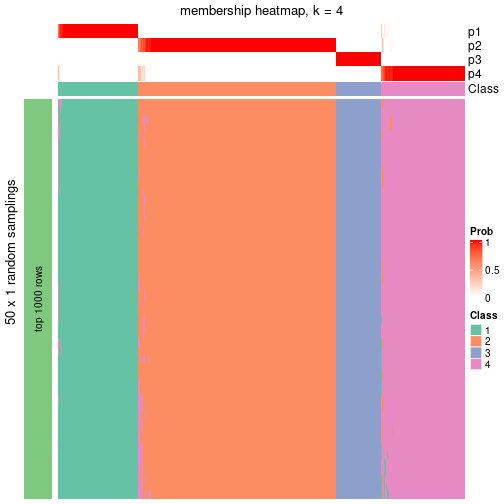 membership heatmap, k = 4
p1
p2
p3
p4
Class
50 x 1 random samplings
top 1000 rows
Prob
1
0.5
0
Class
1
2
3
4